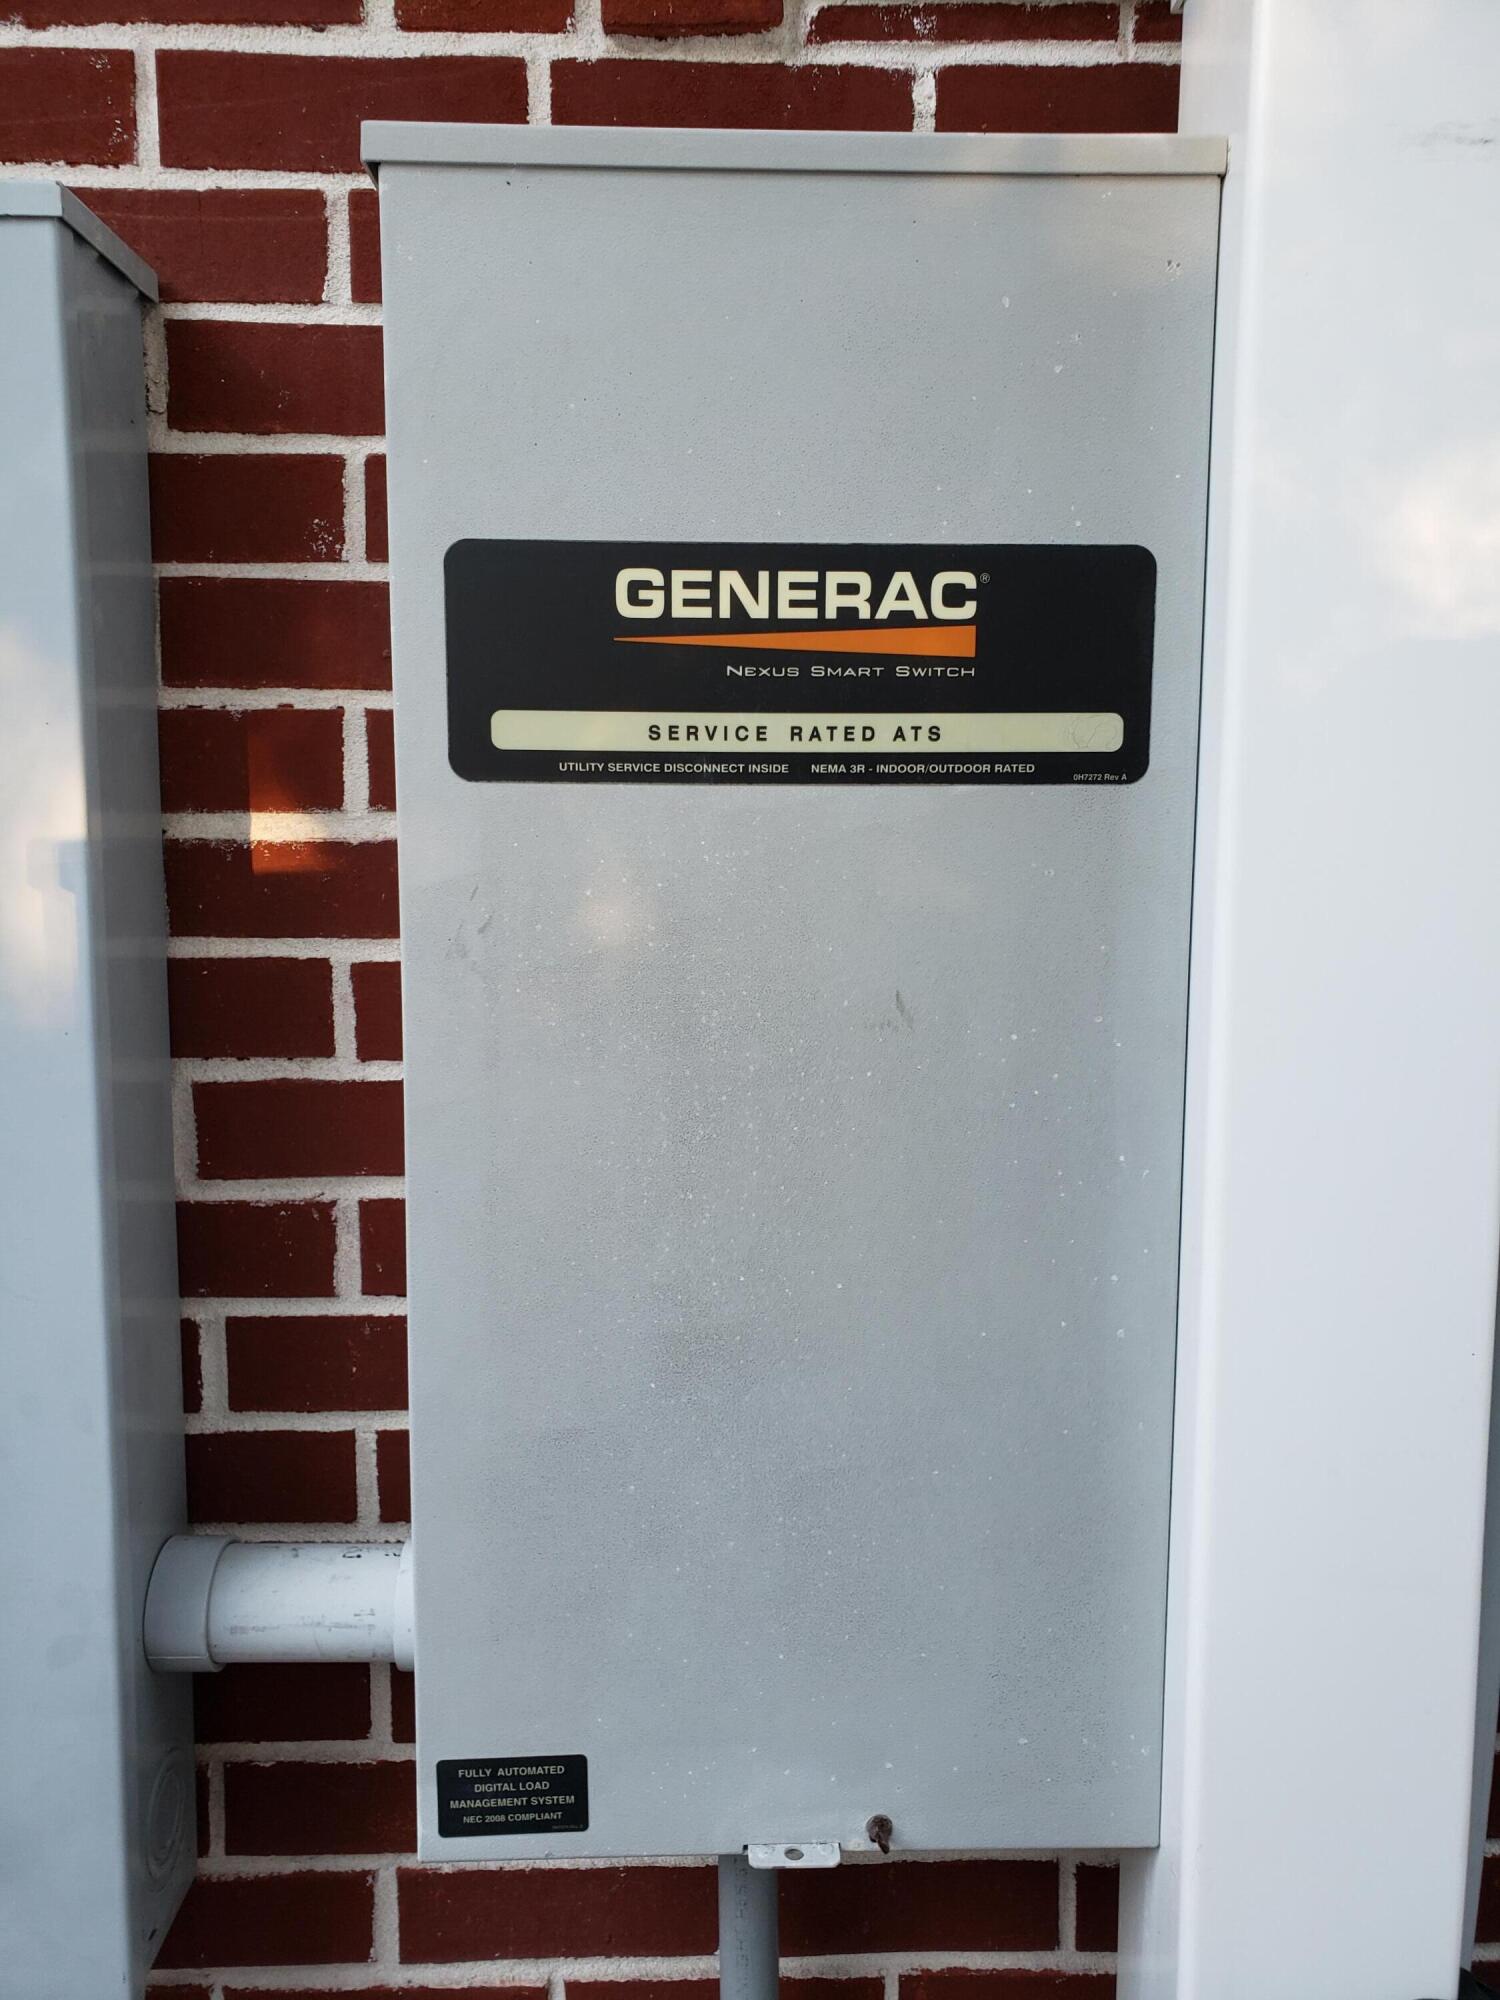 GENERAC®
NEXUS SMART SWITCH
SERVICE RATED ATS
UTILITY SERVICE DISCONNECT INSIDE NEMA 3R - INDOOR/OUTDOOR RATED
0H7272 Rev A
FULLY AUTOMATED
DIGITAL LOAD
MANAGEMENT SYSTEM
NEC 2008 COMPLIANT